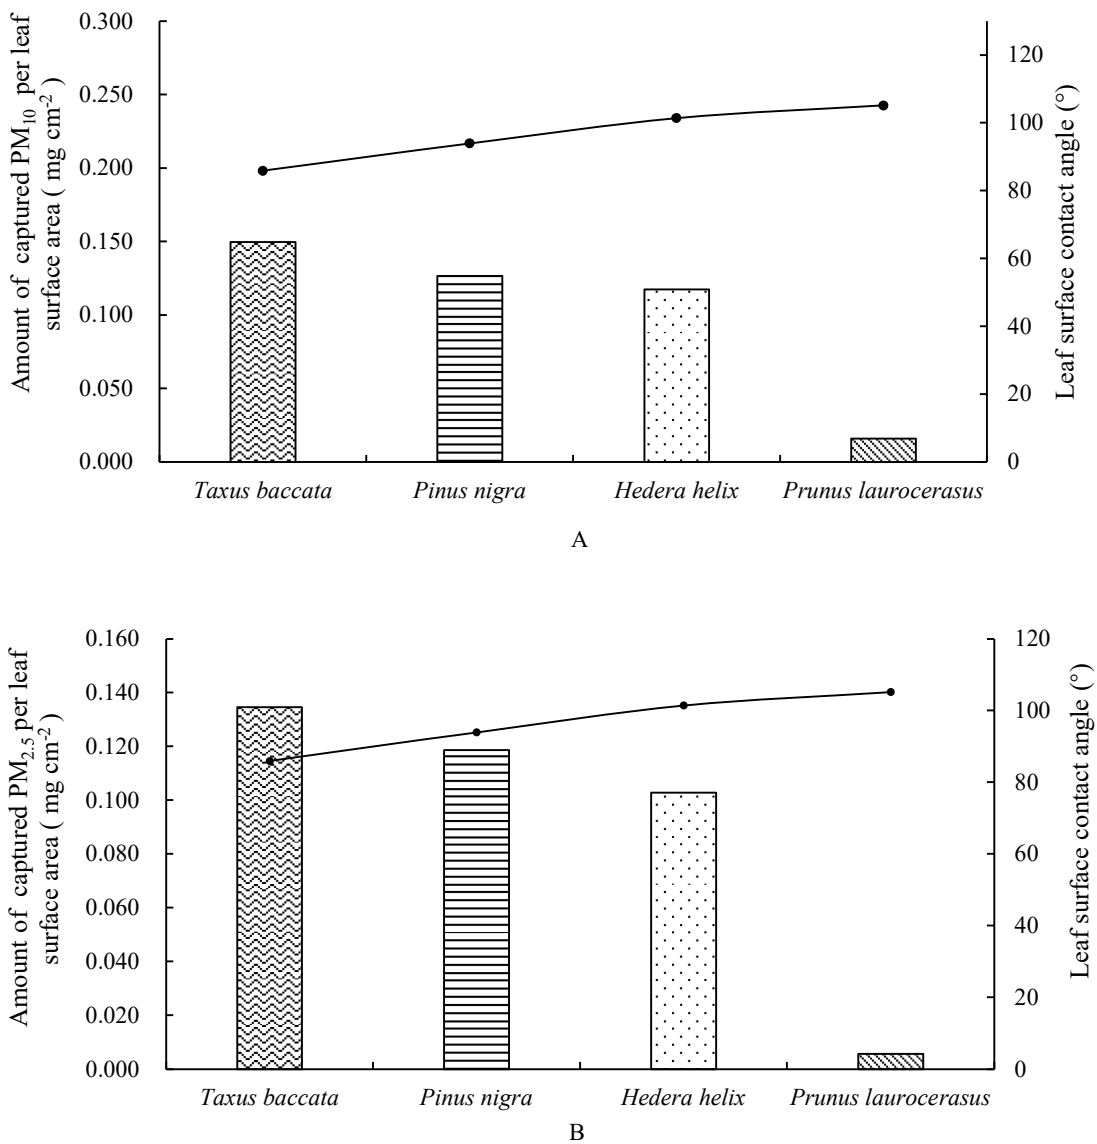 Amount of captured PM10 per leaf
surface area ( mg cm-2 )
0.300
0.250
0.200
0.150
0.100
0.050
0.000
120
100
80
60
40
20
0
Leaf surface contact angle (°)
Taxus baccata
Pinus nigra
Hedera helix
Prunus laurocerasus
A
Amount of captured PM2.5 per leaf
surface area ( mg cm-2 )
0.160
0.140
0.120
0.100
0.080
0.060
0.040
0.020
0.000
120
100
80
60
40
20
0
Leaf surface contact angle (°)
Taxus baccata
Pinus nigra
Hedera helix
Prunus laurocerasus
B